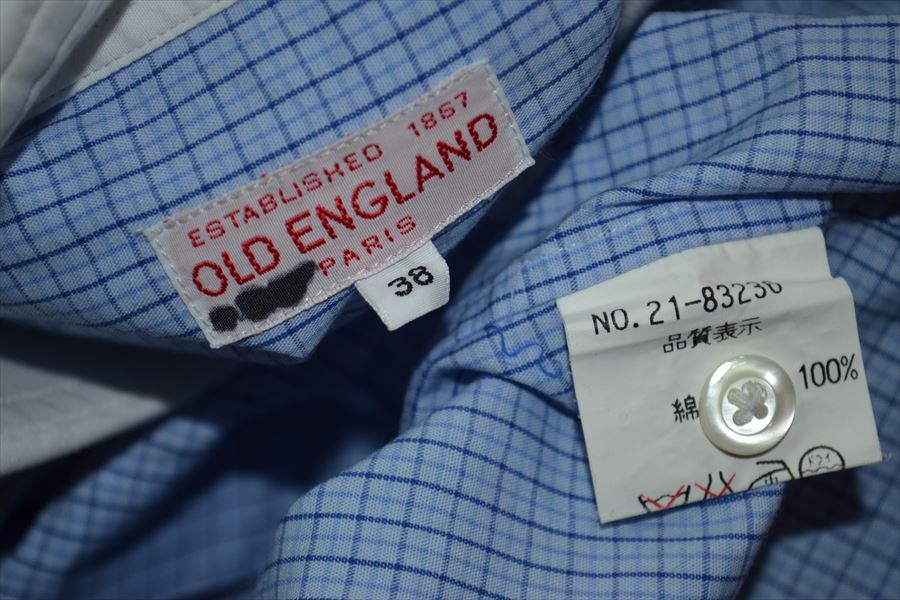 ESTABLISHED 1867
OLD ENGLAND
PARIS
38
NO. 21-83236
品質表示
綿 100%